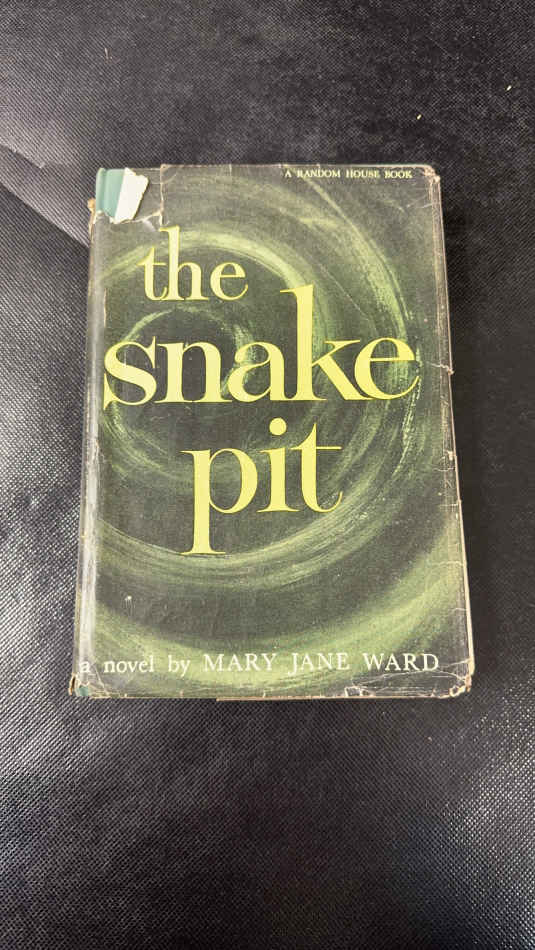 A RANDOM HOUSE BOOK
the
snake
pit
a novel by MARY JANE WARD